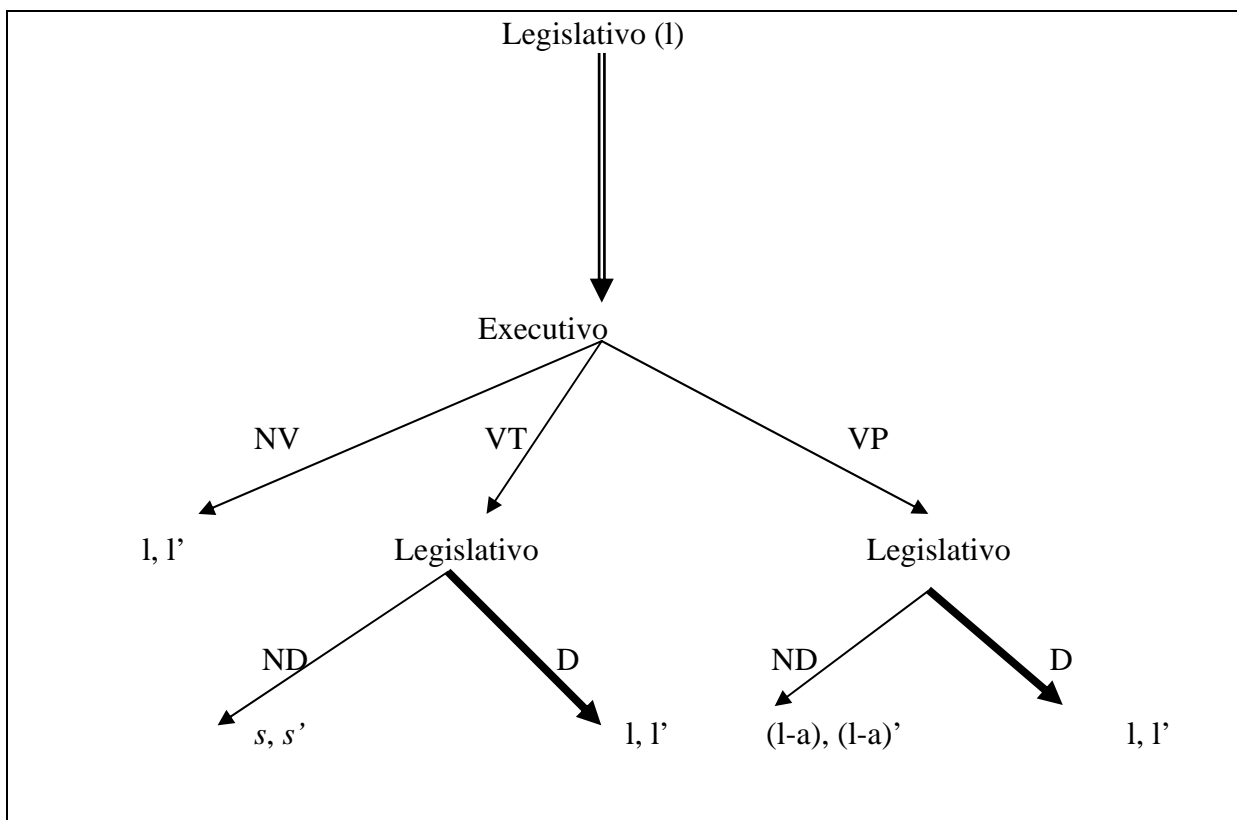 Legislativo (l)
Executivo
NV VT VP
l, l’ Legislativo Legislativo
ND D ND D
s, s’ l, l’ (l-a), (l-a)’ l, l’